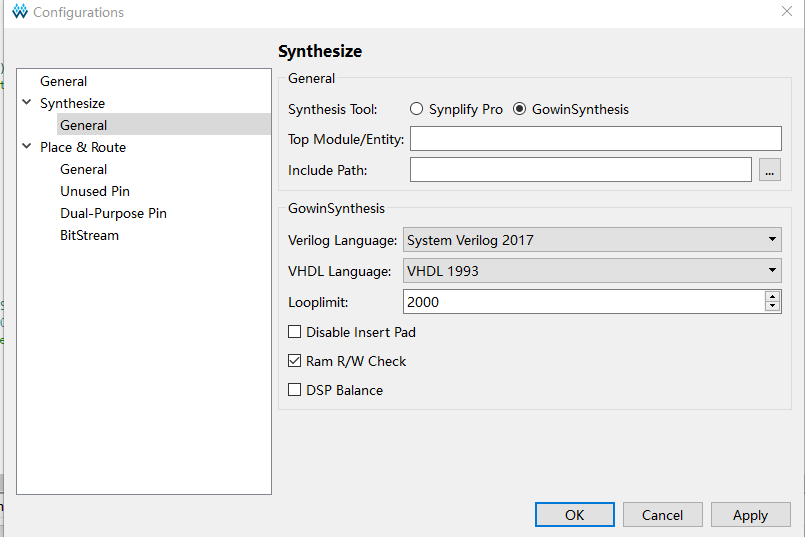 Configurations
General
Synthesize
General
Place & Route
General
Unused Pin
Dual-Purpose Pin
BitStream
Synthesize
General
Synthesis Tool: Synplify Pro GowinSynthesis
Top Module/Entity:
Include Path: ...
GowinSynthesis
Verilog Language: System Verilog 2017
VHDL Language: VHDL 1993
Looplimit: 2000
Disable Insert Pad
Ram R/W Check
DSP Balance
OK Cancel Apply